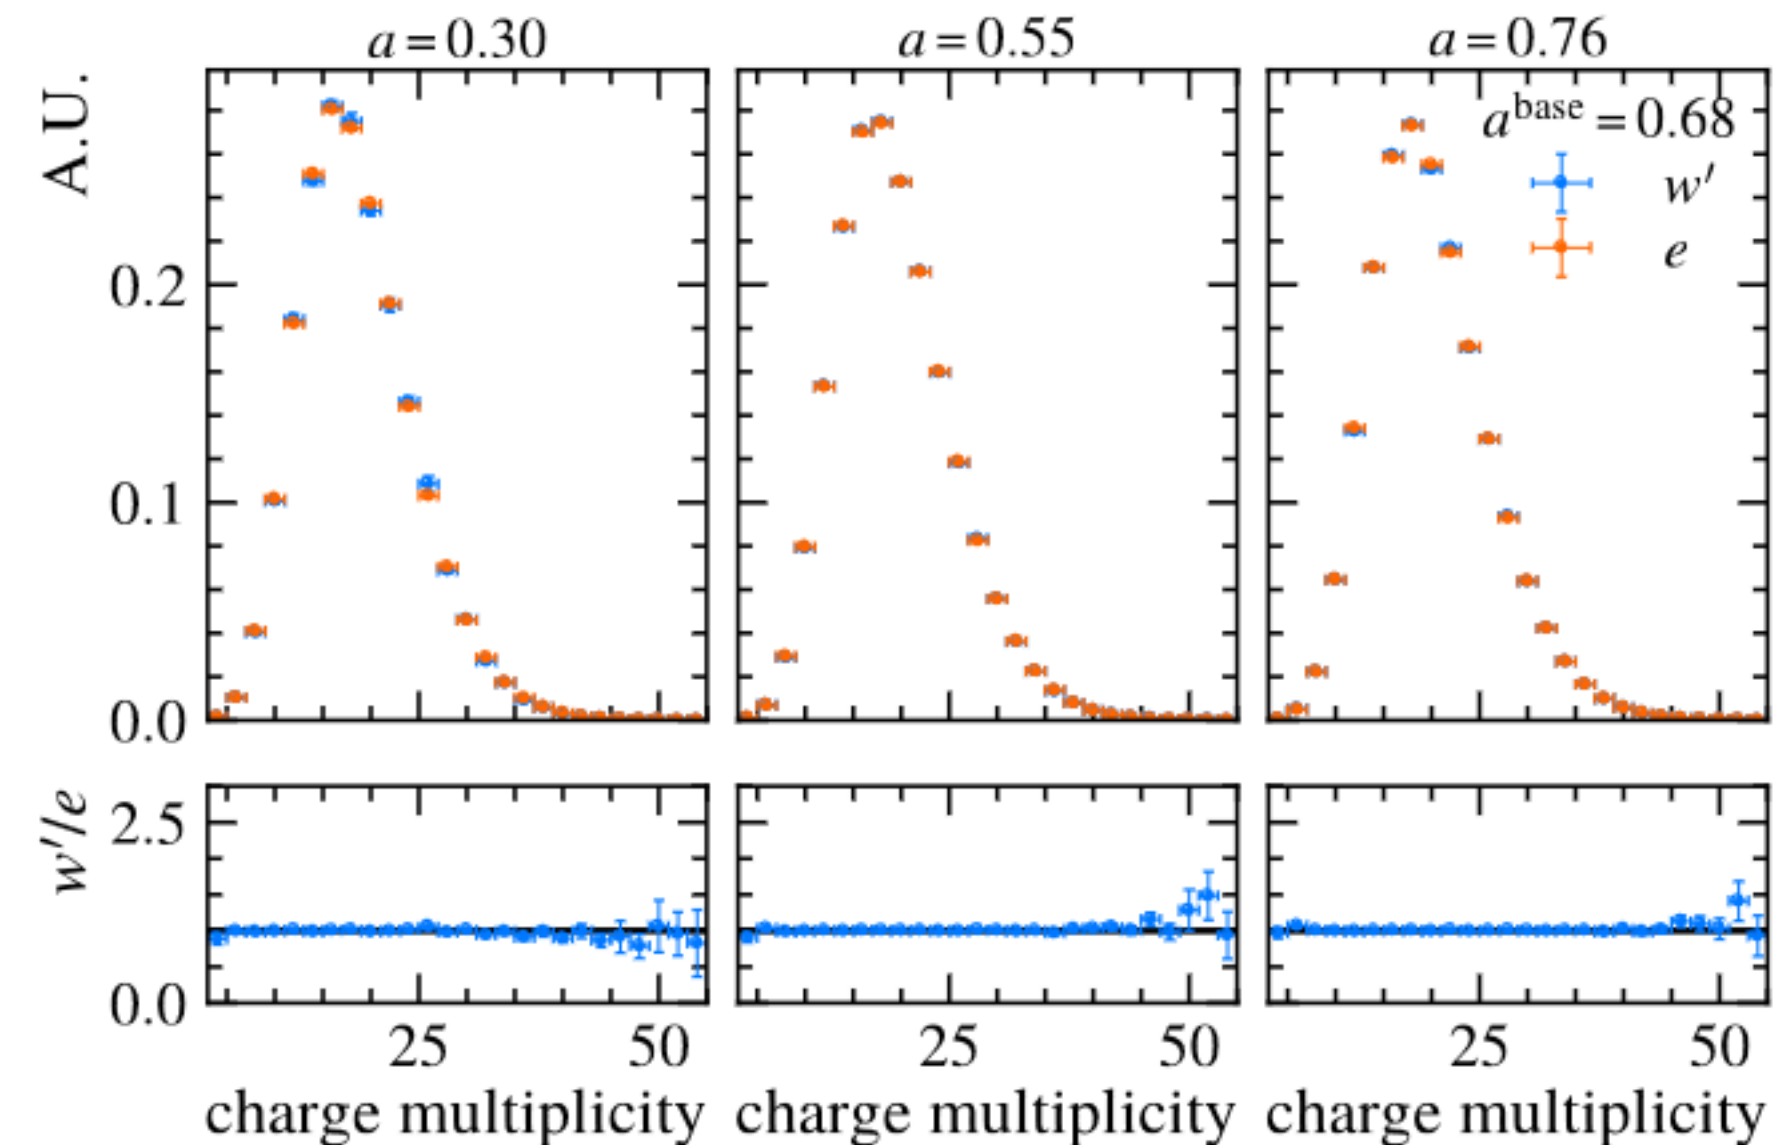 a = 0.30
a = 0.55
a = 0.76
A.U.
0.2
0.1
0.0
a^base = 0.68
w′
e
w′/e
2.5
0.0
25 50
25 50
25 50
charge multiplicity
charge multiplicity
charge multiplicity